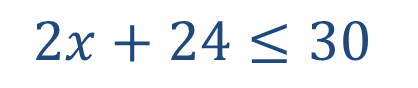 2x + 24 ≤ 30